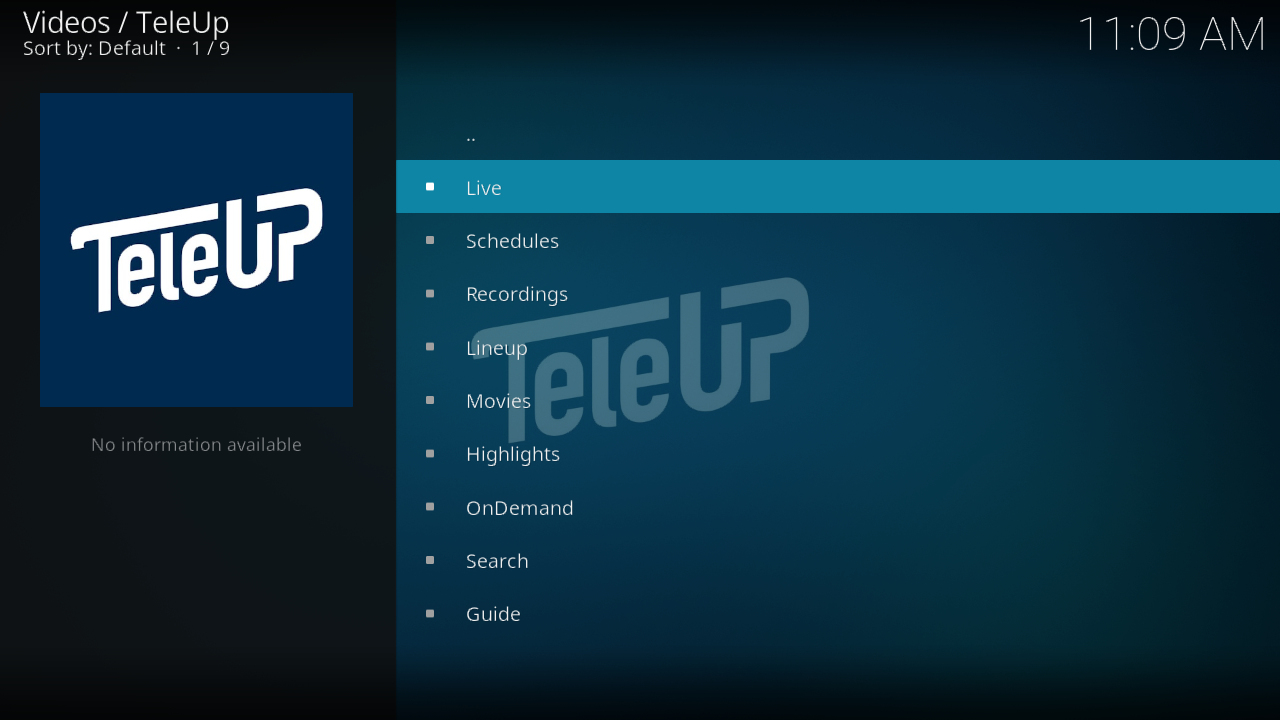 Videos / TeleUp
Sort by: Default · 1 / 9
11:09 AM
TeleUP
No information available
..
Live
Schedules
Recordings
Lineup
Movies
Highlights
OnDemand
Search
Guide
TeleUP